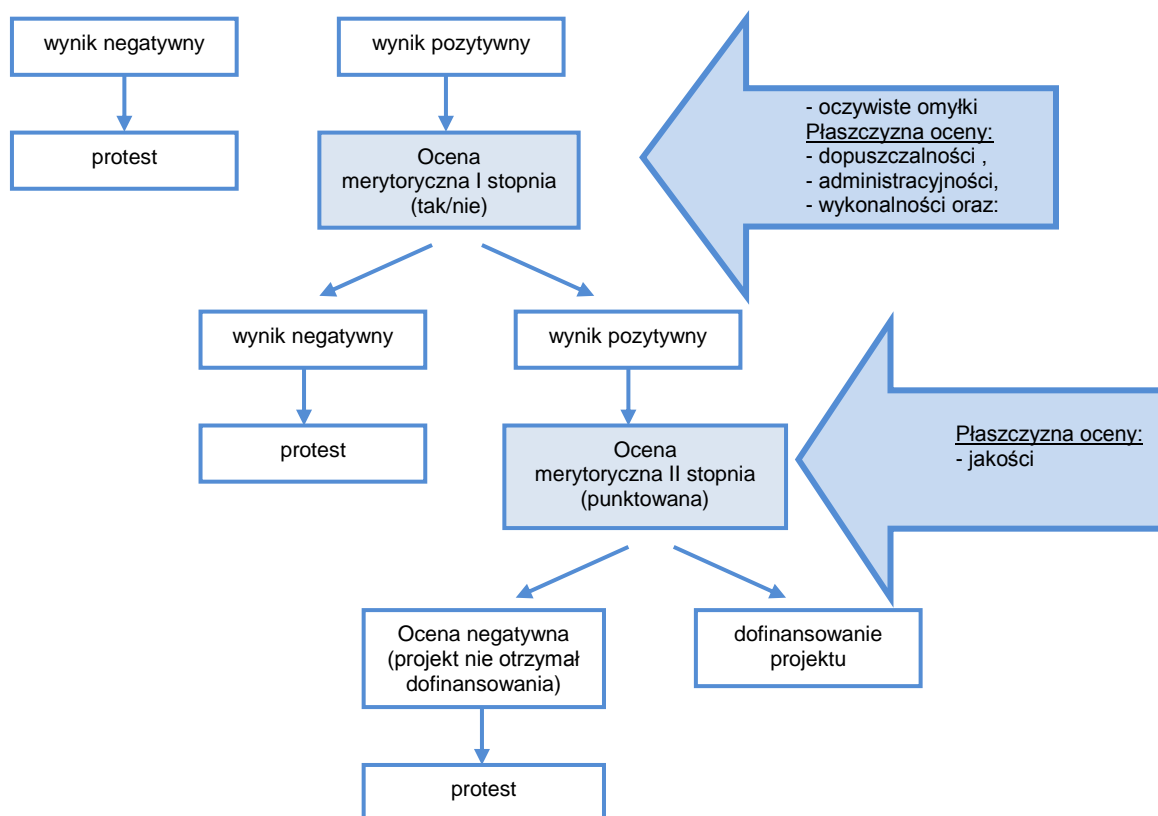 wynik negatywny
wynik pozytywny
- oczywiste omyłki
Płaszczyzna oceny:
- dopuszczalności ,
- administracyjności,
- wykonalności oraz:
protest
Ocena
merytoryczna I stopnia
(tak/nie)
wynik negatywny
wynik pozytywny
protest
Ocena
merytoryczna II stopnia
(punktowana)
Płaszczyzna oceny:
- jakości
Ocena negatywna
(projekt nie otrzymał
dofinansowania)
dofinansowanie
projektu
protest